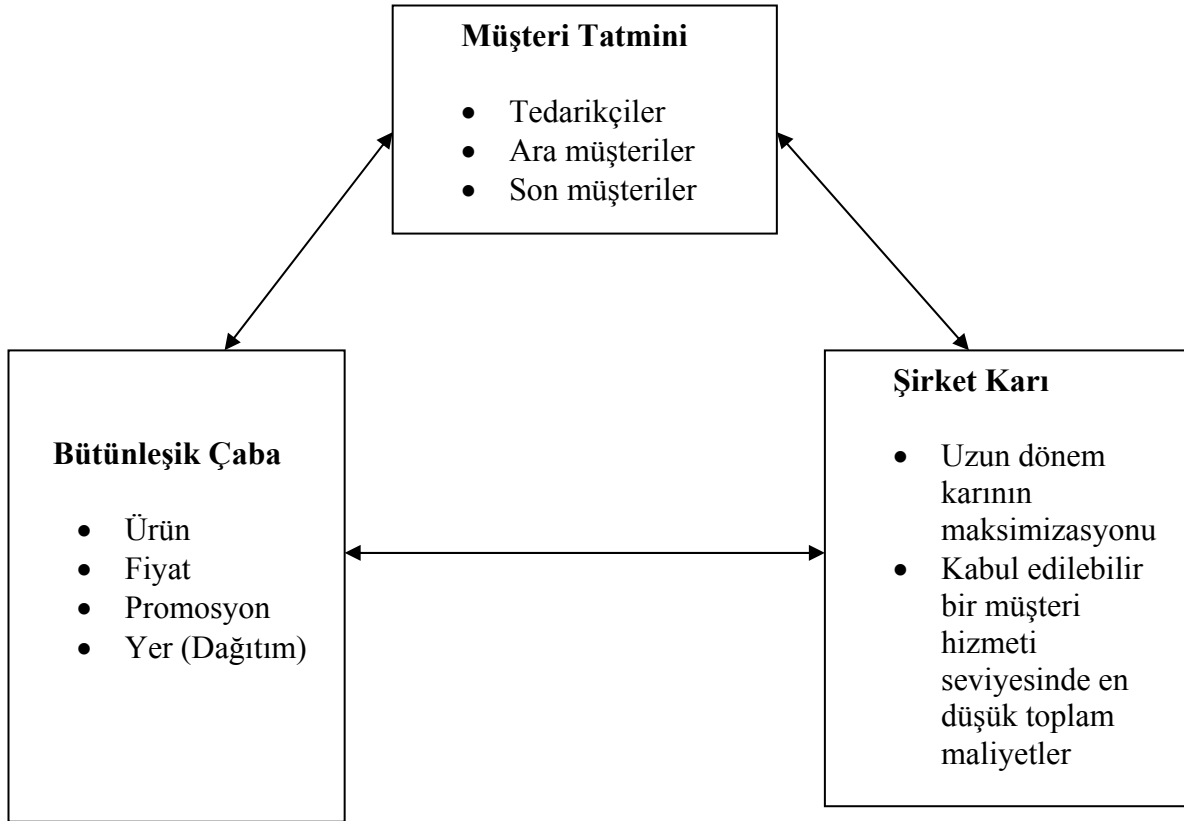 Müşteri Tatmini
• Tedarikçiler
• Ara müşteriler
• Son müşteriler
Bütünleşik Çaba
• Ürün
• Fiyat
• Promosyon
• Yer (Dağıtım)
Şirket Karı
• Uzun dönem
karının
maksimizasyonu
• Kabul edilebilir
bir müşteri
hizmeti
seviyesinde en
düşük toplam
maliyetler